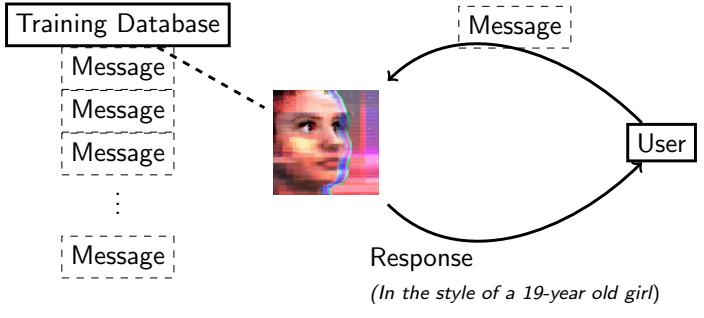 Training Database
Message
Message
Message
⋮
Message
Message
User
Response
(In the style of a 19-year old girl)